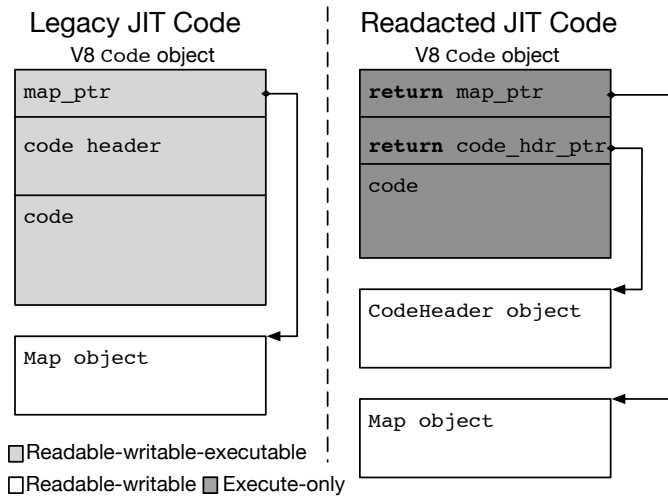 Legacy JIT Code
V8 Code object
map_ptr
code header
code
Map object
Readable-writable-executable
Readable-writable
Execute-only
Readacted JIT Code
V8 Code object
return map_ptr
return code_hdr_ptr
code
CodeHeader object
Map object